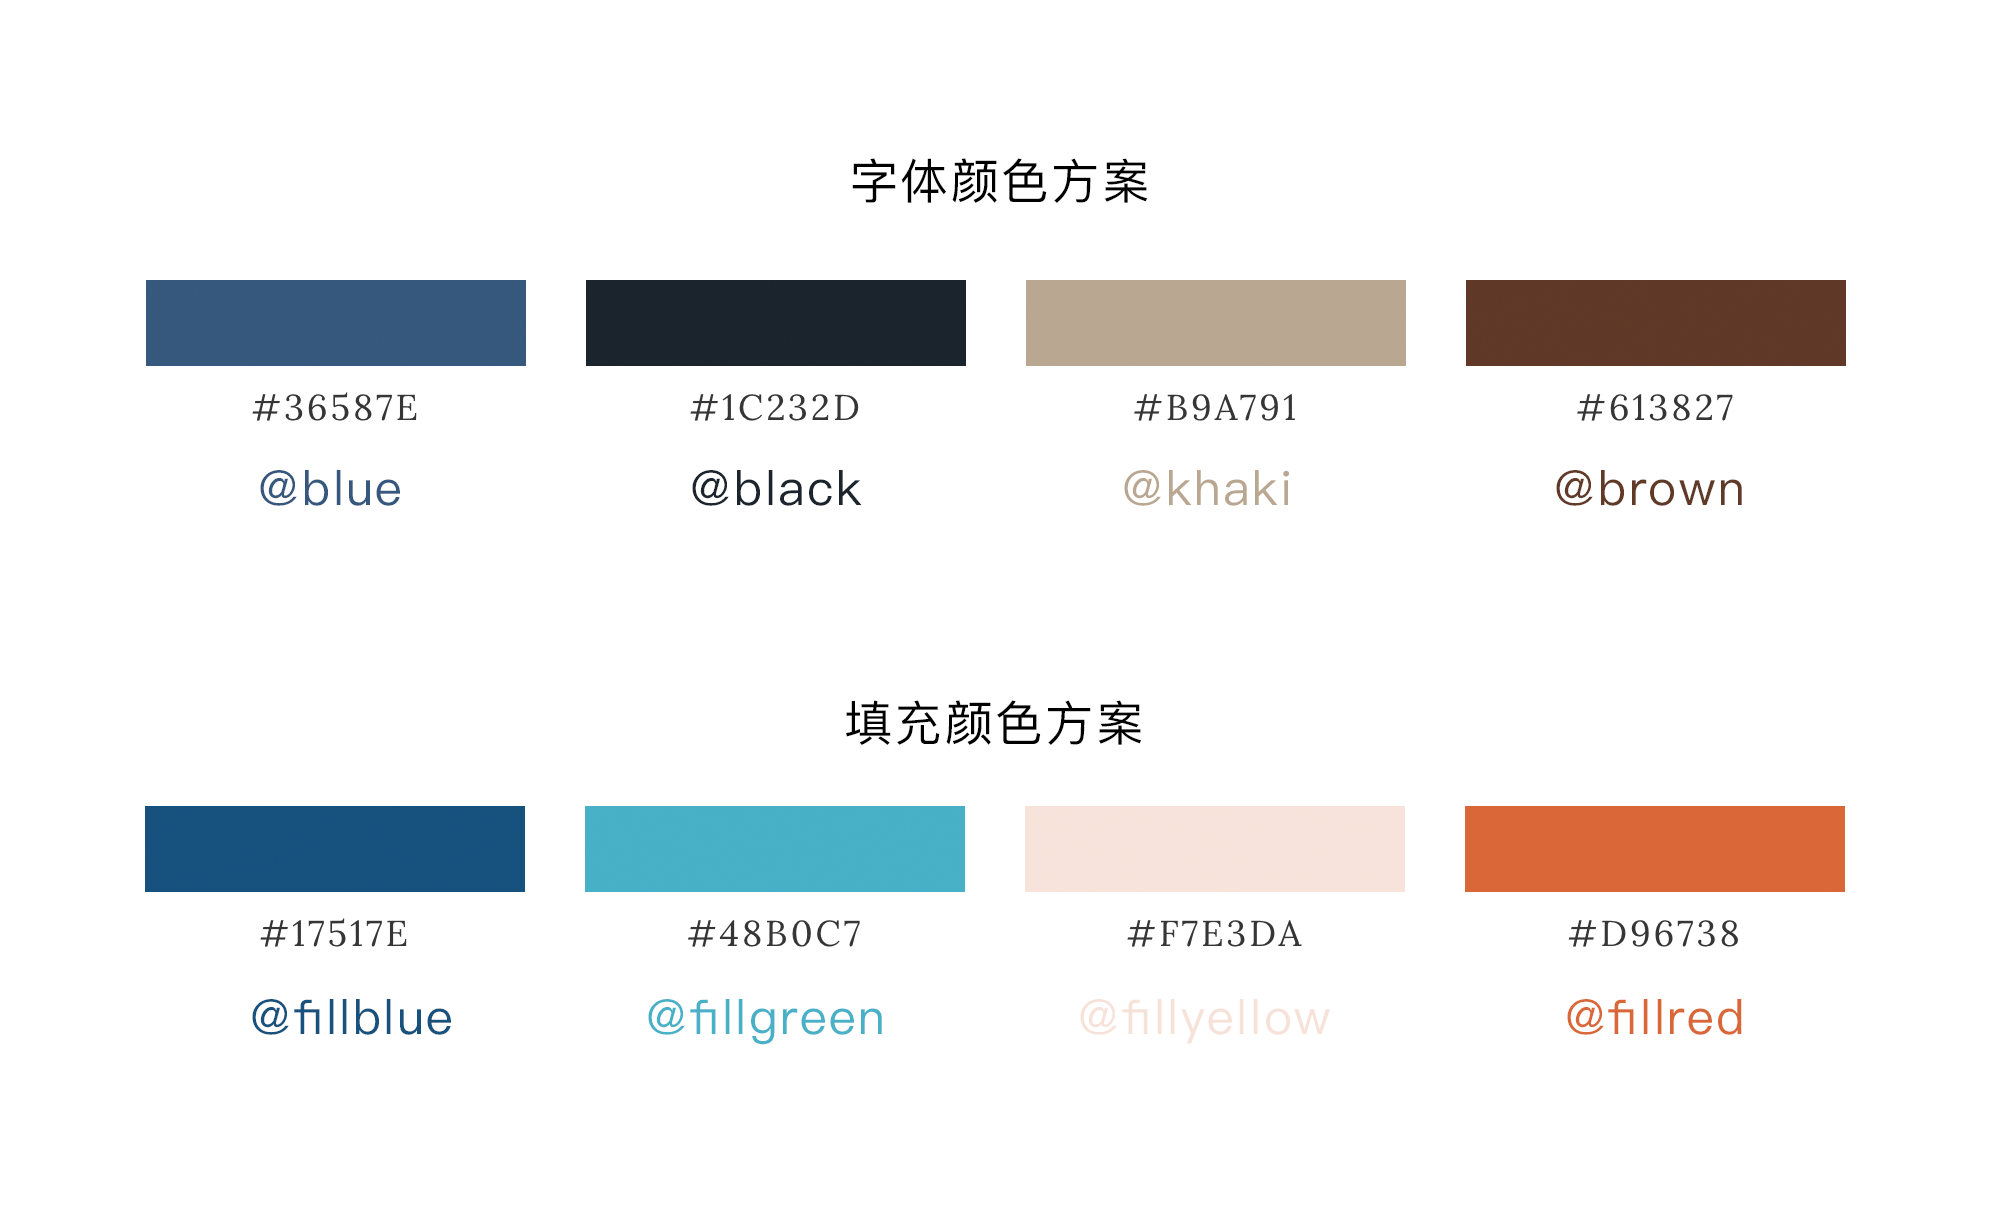 字体颜色方案
#36587E #1C232D #B9A791 #613827
@blue @black @khaki @brown
填充颜色方案
#17517E #48B0C7 #F7E3DA #D96738
@fillblue @fillgreen @fillyellow @fillred